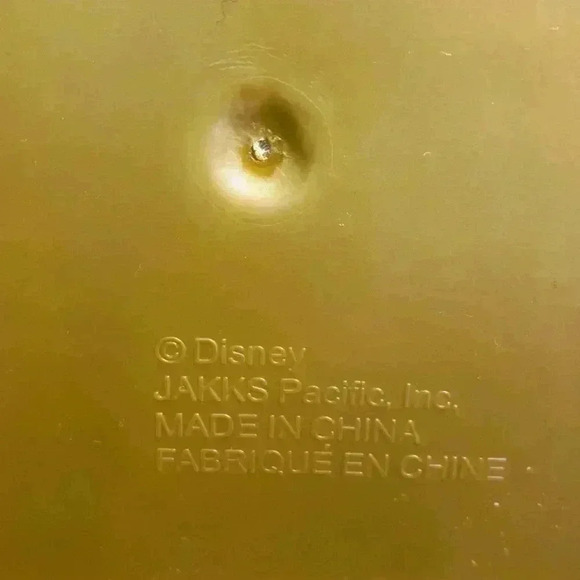 © Disney
JAKKS Pacific, Inc.
MADE IN CHINA
FABRIQUÉ EN CHINE